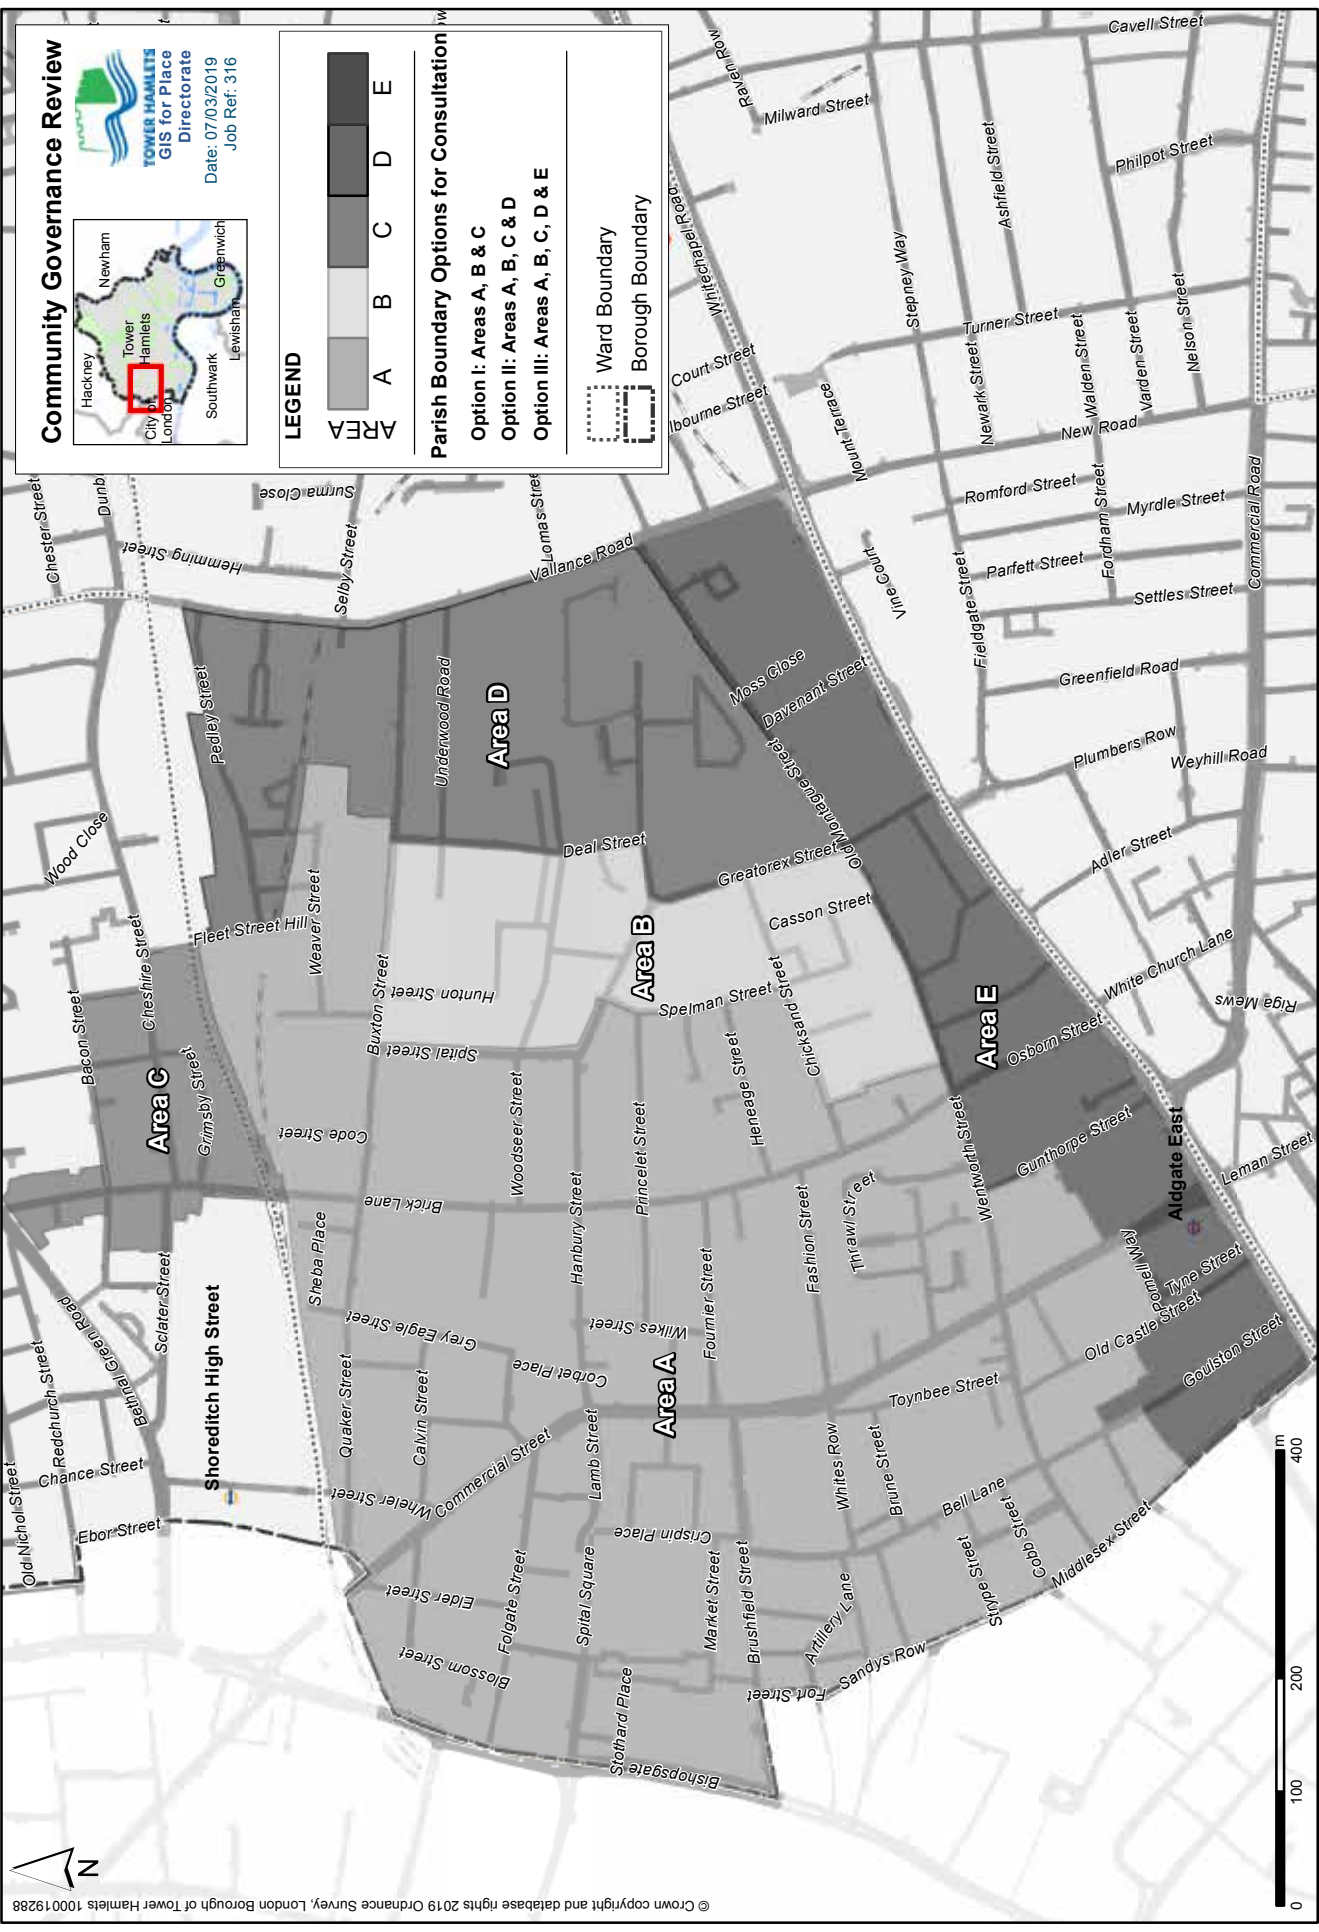 Community Governance Review
TOWER HAMLETS
GIS for Place
Directorate
Date: 07/03/2019
Job Ref: 316
Hackney
Newham
Tower
Hamlets
City of
London
Southwark
Lewisham
Greenwich
LEGEND
AREA
A B C D E
Parish Boundary Options for Consultation
Option I: Areas A, B & C
Option II: Areas A, B, C & D
Option III: Areas A, B, C, D & E
Ward Boundary
Borough Boundary
N
Old Nichol Street
Redchurch Street
Chance Street
Ebor Street
Bethnal Green Road
Sclater Street
Shoreditch High Street
Bacon Street
Cheshire Street
Area C
Grimsby Street
Wood Close
Chester Street
Dunb
Hemming Street
Surma Close
Selby Street
Lomas Stree
Vallance Road
Pedley Street
Fleet Street Hill
Weaver Street
Underwood Road
Area D
Deal Street
Buxton Street
Hunton Street
Spital Street
Code Street
Brick Lane
Sheba Place
Grey Eagle Street
Quaker Street
Calvin Street
Wheler Street
Commercial Street
Corbet Place
Woodseer Street
Hanbury Street
Princelet Street
Wilkes Street
Fournier Street
Area A
Lamb Street
Crispin Place
Elder Street
Folgate Street
Blossom Street
Spital Square
Stothard Place
Bishopsgate
Market Street
Brushfield Street
Fort Street
Artillery Lane
Sandys Row
Whites Row
Brune Street
Toynbee Street
Bell Lane
Cobb Street
Strype Street
Middlesex Street
Fashion Street
Thrawl Street
Heneage Street
Chicksand Street
Spelman Street
Area B
Casson Street
Greatorex Street
Old Montague Street
Moss Close
Davenant Street
Area E
Osborn Street
Wentworth Street
Gunthorpe Street
Aldgate East
Pomell Way
Tyne Street
Old Castle Street
Goulston Street
Leman Street
White Church Lane
Riga Mews
Adler Street
Plumbers Row
Weyhill Road
Greenfield Road
Fieldgate Street
Vine Court
Settles Street
Parfett Street
Fordham Street
Myrdle Street
Romford Street
Commercial Road
New Road
Mount Terrace
lbourne Street
Court Street
Whitechapel Road
Raven Row
Milward Street
Cavell Street
Stepney Way
Ashfield Street
Philpot Street
Turner Street
Newark Street
Walden Street
Varden Street
Nelson Street
0 100 200 400
m
© Crown copyright and database rights 2019 Ordnance Survey, London Borough of Tower Hamlets 100019288